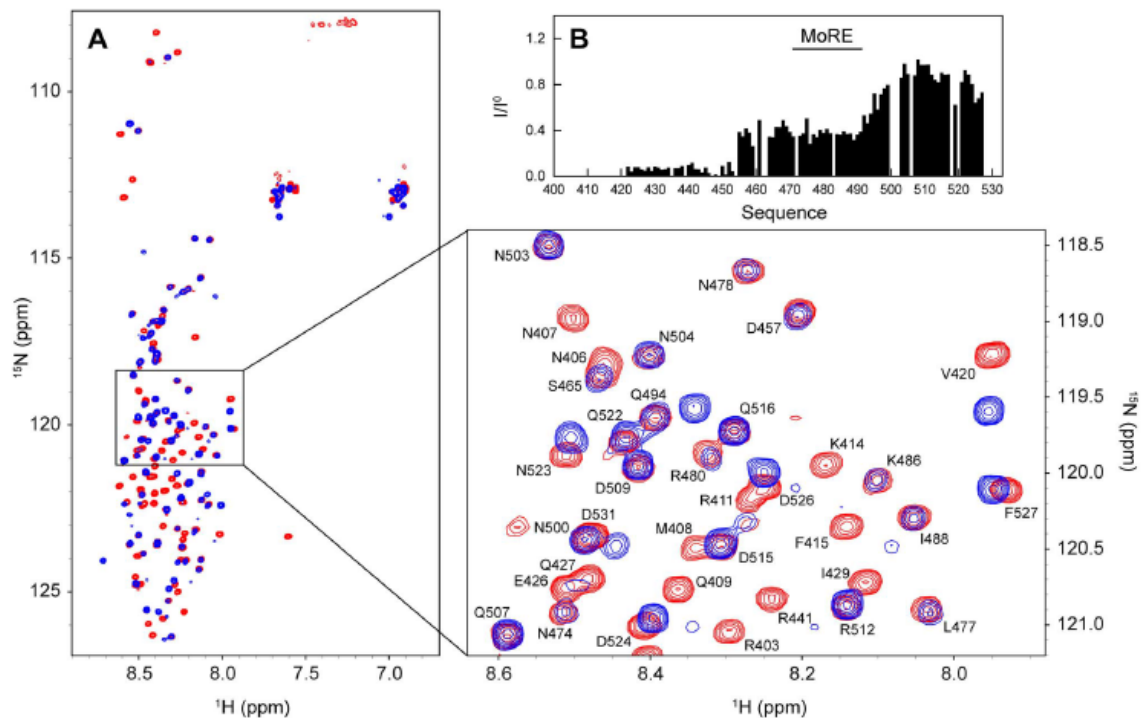 A
B
MoRE
1.2
0.8
0.4
0.0
I/I⁰
400 410 420 430 440 450 460 470 480 490 500 510 520 530
Sequence
110
115
120
125
¹⁵N (ppm)
8.5 8.0 7.5 7.0
¹H (ppm)
N503
N478
N407
D457
N406
N504
V420
S465
Q494
Q522
Q516
K414
N523
R480
K486
D509
R411
D526
F527
N500
D531
M408
F415
I488
D515
Q427
I429
E426
Q409
R441
Q507
N474
D524
R403
R512
L477
118.5
119.0
119.5
120.0
120.5
121.0
¹⁵N (ppm)
8.6 8.4 8.2 8.0
¹H (ppm)